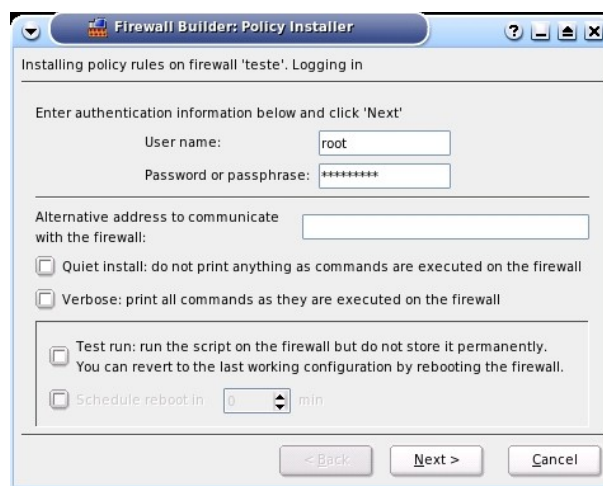 Firewall Builder: Policy Installer
Installing policy rules on firewall 'teste'. Logging in
Enter authentication information below and click 'Next'
User name:
root
Password or passphrase:
*********
Alternative address to communicate
with the firewall:
Quiet install: do not print anything as commands are executed on the firewall
Verbose: print all commands as they are executed on the firewall
Test run: run the script on the firewall but do not store it permanently.
You can revert to the last working configuration by rebooting the firewall.
Schedule reboot in 0 min
< Back Next > Cancel